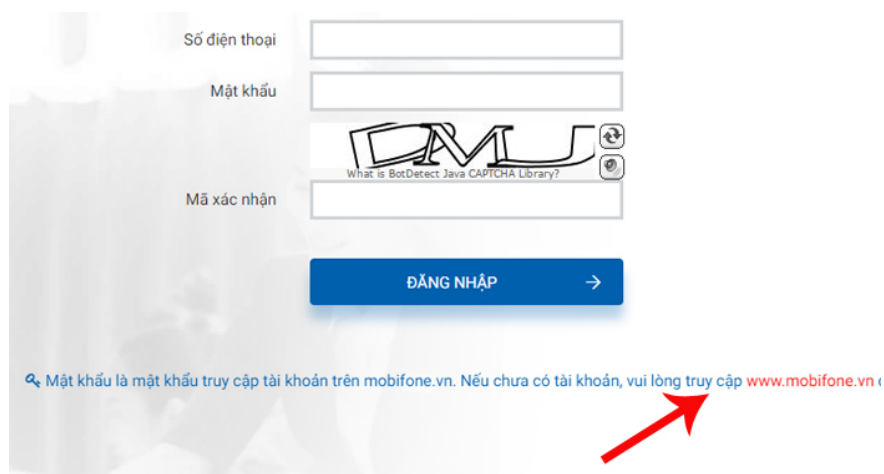 Số điện thoại
Mật khẩu
What is BotDetect Java CAPTCHA Library?
Mã xác nhận
ĐĂNG NHẬP
Mật khẩu là mật khẩu truy cập tài khoản trên mobifone.vn. Nếu chưa có tài khoản, vui lòng truy cập www.mobifone.vn